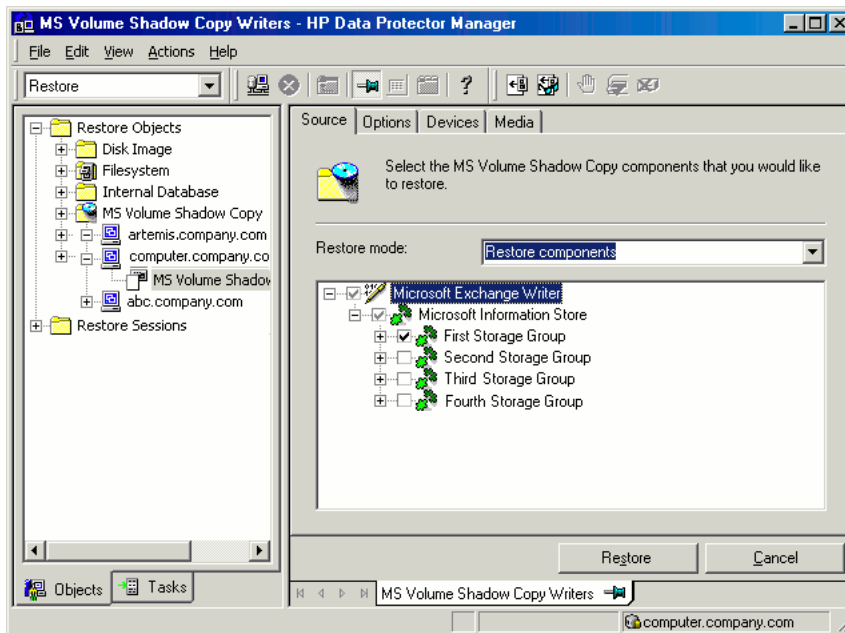 MS Volume Shadow Copy Writers - HP Data Protector Manager
File Edit View Actions Help
Restore
Restore Objects
Disk Image
Filesystem
Internal Database
MS Volume Shadow Copy
artemis.company.com
computer.company.co
MS Volume Shadow
abc.company.com
Restore Sessions
Objects Tasks
Source Options Devices Media
Select the MS Volume Shadow Copy components that you would like
to restore.
Restore mode: Restore components
Microsoft Exchange Writer
Microsoft Information Store
First Storage Group
Second Storage Group
Third Storage Group
Fourth Storage Group
Restore Cancel
MS Volume Shadow Copy Writers
computer.company.com